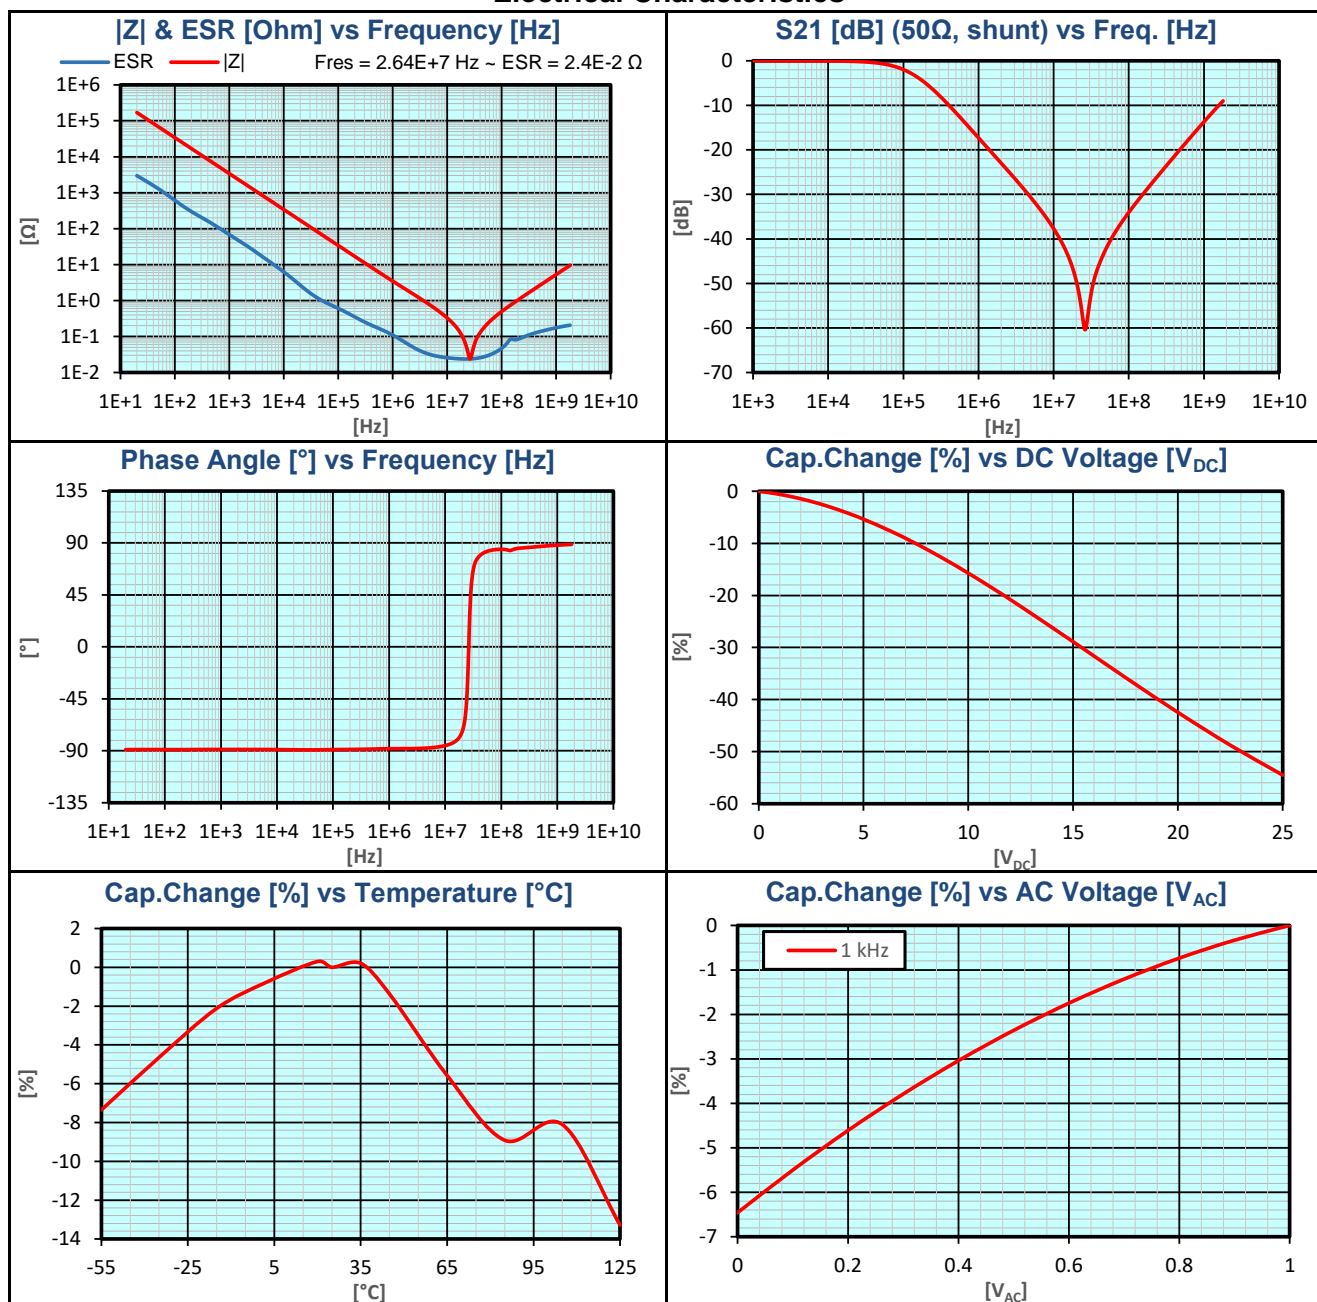 |Z| & ESR [Ohm] vs Frequency [Hz]
ESR |Z| Fres = 2.64E+7 Hz ~ ESR = 2.4E-2 Ω
1E+6
1E+5
1E+4
1E+3
1E+2
1E+1
1E+0
1E-1
1E-2
[Ω]
1E+1 1E+2 1E+3 1E+4 1E+5 1E+6 1E+7 1E+8 1E+9 1E+10
[Hz]
S21 [dB] (50Ω, shunt) vs Freq. [Hz]
0
-10
-20
-30
-40
-50
-60
-70
[dB]
1E+3 1E+4 1E+5 1E+6 1E+7 1E+8 1E+9 1E+10
[Hz]
Phase Angle [°] vs Frequency [Hz]
135
90
45
0
-45
-90
-135
[°]
1E+1 1E+2 1E+3 1E+4 1E+5 1E+6 1E+7 1E+8 1E+9 1E+10
[Hz]
Cap.Change [%] vs DC Voltage [VDC]
0
-10
-20
-30
-40
-50
-60
[%]
0 5 10 15 20 25
[VDC]
Cap.Change [%] vs Temperature [°C]
2
0
-2
-4
-6
-8
-10
-12
-14
[%]
-55 -25 5 35 65 95 125
[°C]
Cap.Change [%] vs AC Voltage [VAC]
1 kHz
0
-1
-2
-3
-4
-5
-6
-7
[%]
0 0.2 0.4 0.6 0.8 1
[VAC]